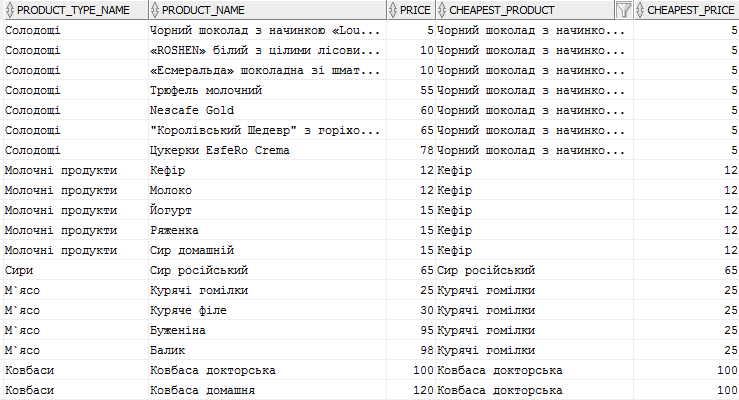 PRODUCT_TYPE_NAME PRODUCT_NAME PRICE CHEAPEST_PRODUCT CHEAPEST_PRICE
Солодощі Чорний шоколад з начинкою «Lou... 5 Чорний шоколад з начинко... 5
Солодощі «ROSHEN» білий з цілими лісови... 10 Чорний шоколад з начинко... 5
Солодощі «Есмеральда» шоколадна зі шмат... 10 Чорний шоколад з начинко... 5
Солодощі Трюфель молочний 55 Чорний шоколад з начинко... 5
Солодощі Nescafe Gold 60 Чорний шоколад з начинко... 5
Солодощі "Королівський Шедевр" з горіхо... 65 Чорний шоколад з начинко... 5
Солодощі Цукерки EsfeRo Crema 78 Чорний шоколад з начинко... 5
Молочні продукти Кефір 12 Кефір 12
Молочні продукти Молоко 12 Кефір 12
Молочні продукти Йогурт 15 Кефір 12
Молочні продукти Ряженка 15 Кефір 12
Молочні продукти Сир домашній 15 Кефір 12
Сири Сир російський 65 Сир російський 65
М`ясо Курячі гомілки 25 Курячі гомілки 25
М`ясо Куряче філе 30 Курячі гомілки 25
М`ясо Буженіна 95 Курячі гомілки 25
М`ясо Балик 98 Курячі гомілки 25
Ковбаси Ковбаса докторська 100 Ковбаса докторська 100
Ковбаси Ковбаса домашня 120 Ковбаса докторська 100